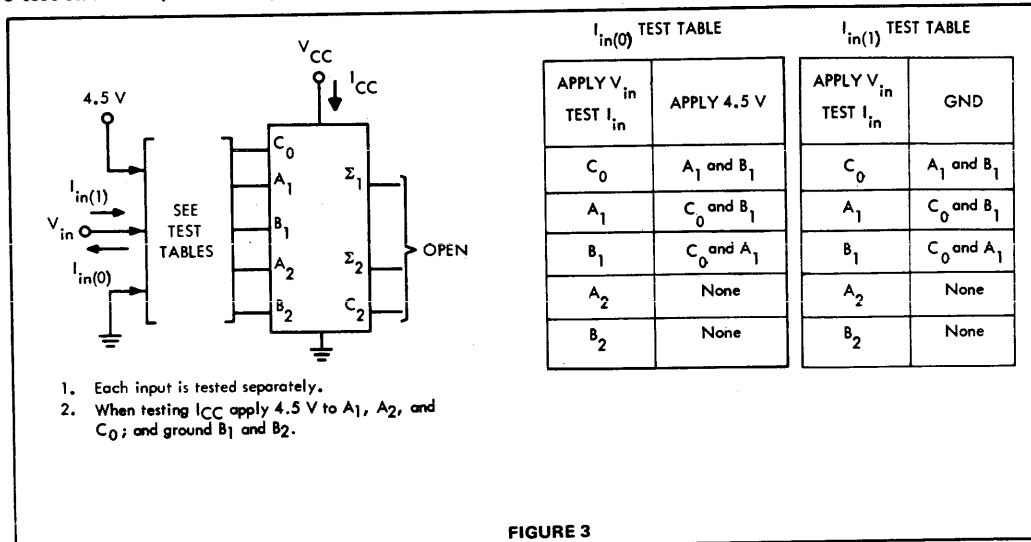 V_CC
I_CC
4.5 V
I_in(1)
V_in
I_in(0)
SEE
TEST
TABLES
C_0
A_1
B_1
A_2
B_2
Σ_1
Σ_2
C_2
OPEN
1. Each input is tested separately.
2. When testing I_CC apply 4.5 V to A_1, A_2, and
C_0; and ground B_1 and B_2.
I_in(0) TEST TABLE
APPLY V_in
TEST I_in
APPLY 4.5 V
C_0 A_1 and B_1
A_1 C_0 and B_1
B_1 C_0 and A_1
A_2 None
B_2 None
I_in(1) TEST TABLE
APPLY V_in
TEST I_in
GND
C_0 A_1 and B_1
A_1 C_0 and B_1
B_1 C_0 and A_1
A_2 None
B_2 None
FIGURE 3